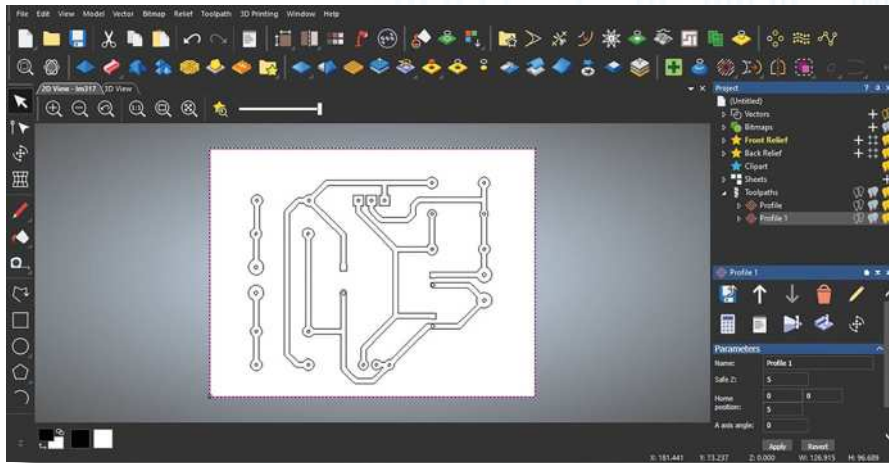 File Edit View Model Vector Bitmap Relief Toolpath 3D Printing Window Help
2D View - lm317 3D View
Project
(Untitled)
Vectors
Bitmaps
Front Relief
Back Relief
Clipart
Sheets
Toolpaths
Profile
Profile 1
Profile 1
Parameters
Name: Profile 1
Safe Z: 5
Home position: 0 0
5
A axis angle: 0
Apply Revert
X: 181.441 Y: 73.237 Z: 0.000 W: 126.915 H: 96.689